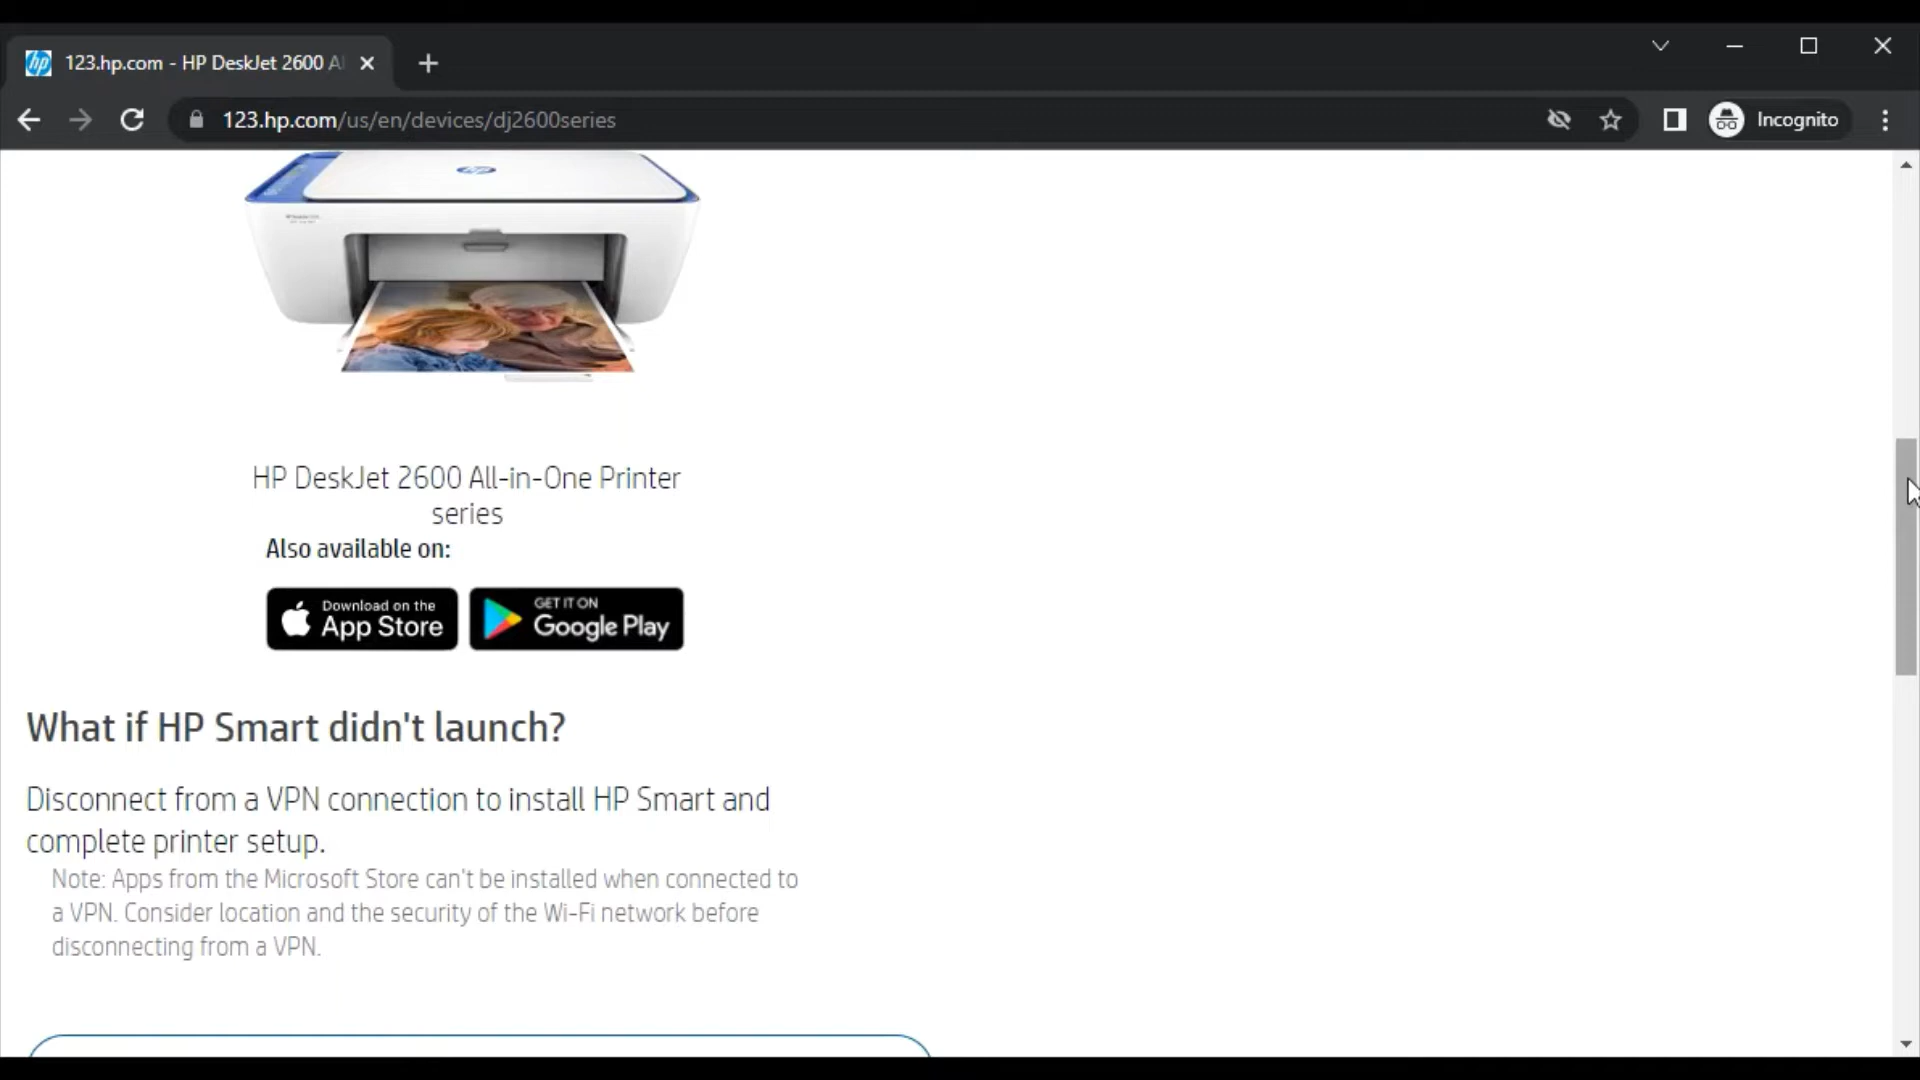 123.hp.com - HP DeskJet 2600 Al
123.hp.com/us/en/devices/dj2600series
Incognito
hp
HP DeskJet 2600 All-in-One Printer
series
Also available on:
Download on the
App Store
GET IT ON
Google Play
What if HP Smart didn't launch?
Disconnect from a VPN connection to install HP Smart and
complete printer setup.
Note: Apps from the Microsoft Store can't be installed when connected to
a VPN. Consider location and the security of the Wi-Fi network before
disconnecting from a VPN.